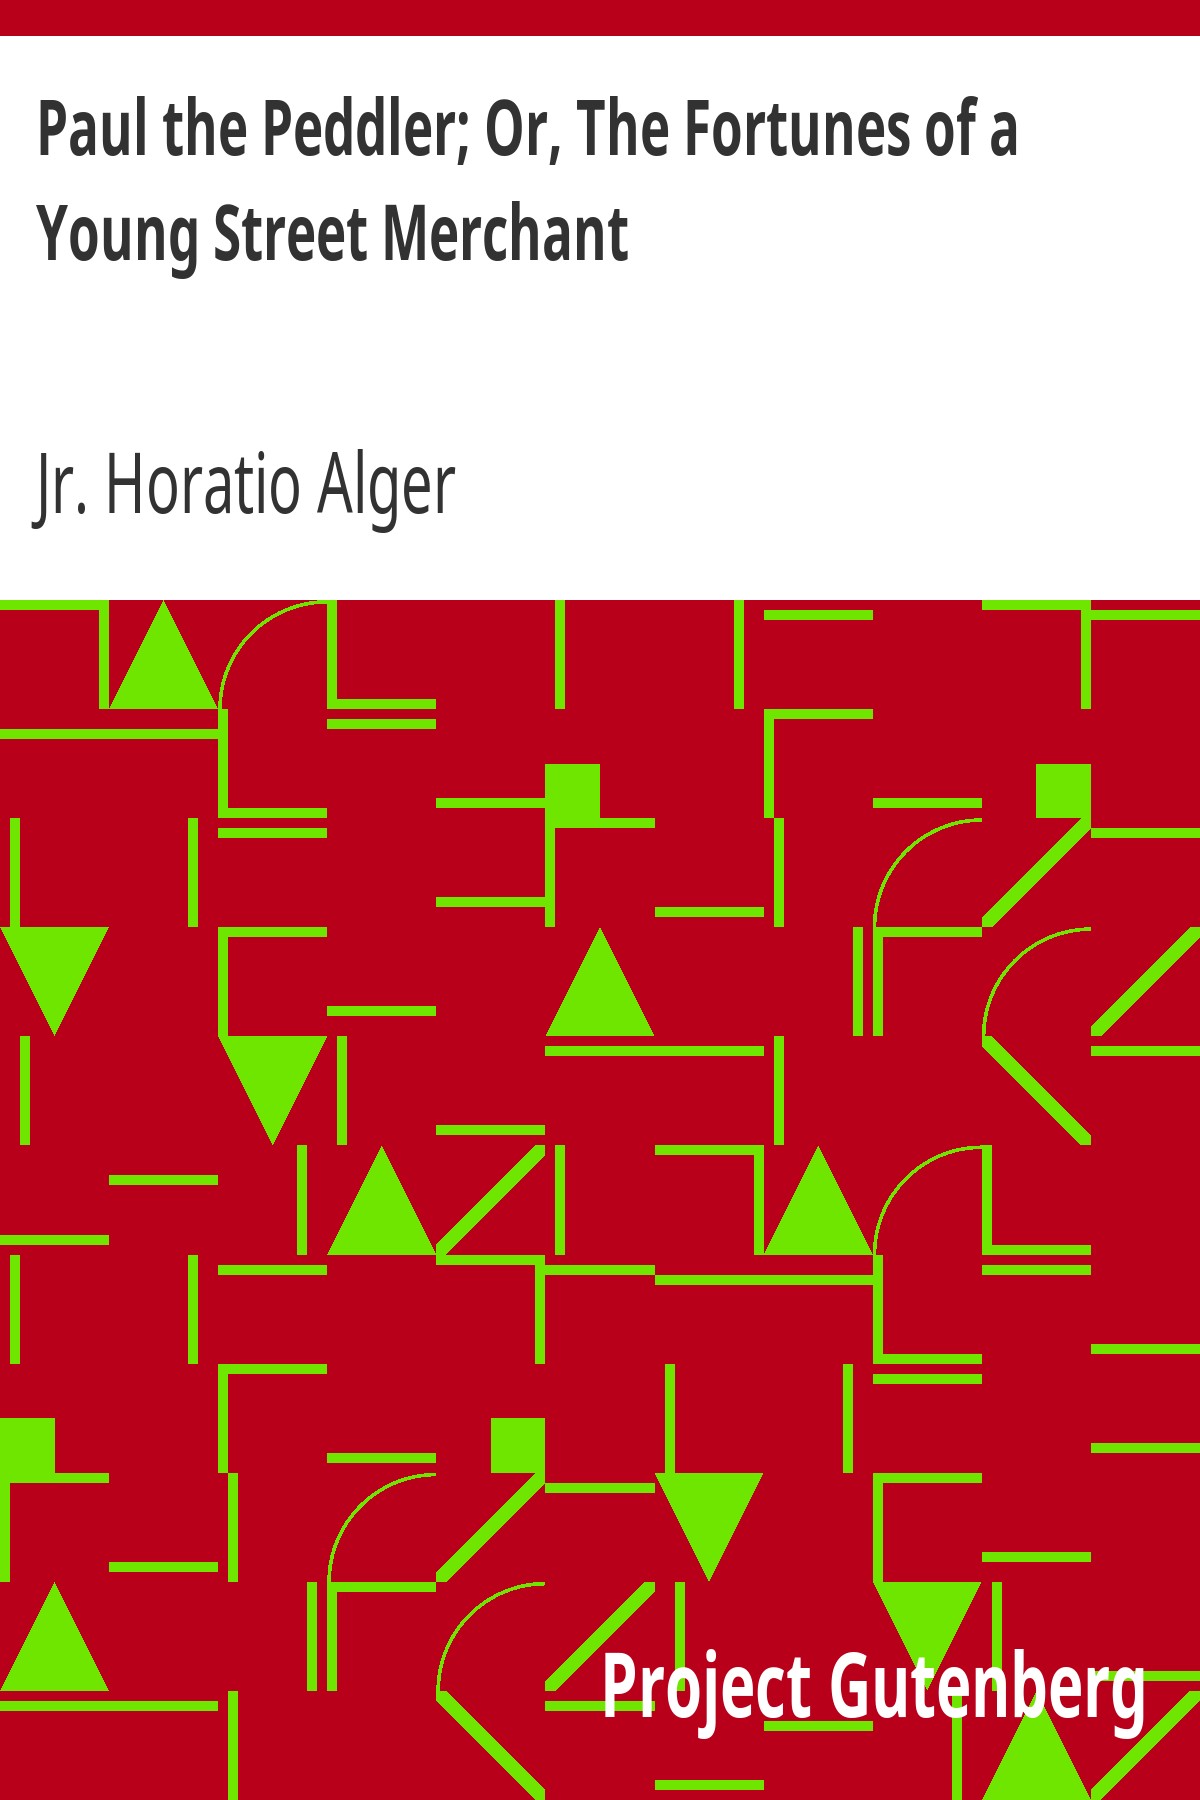 Paul the Peddler; Or, The Fortunes of a
Young Street Merchant
Jr. Horatio Alger
Project Gutenberg